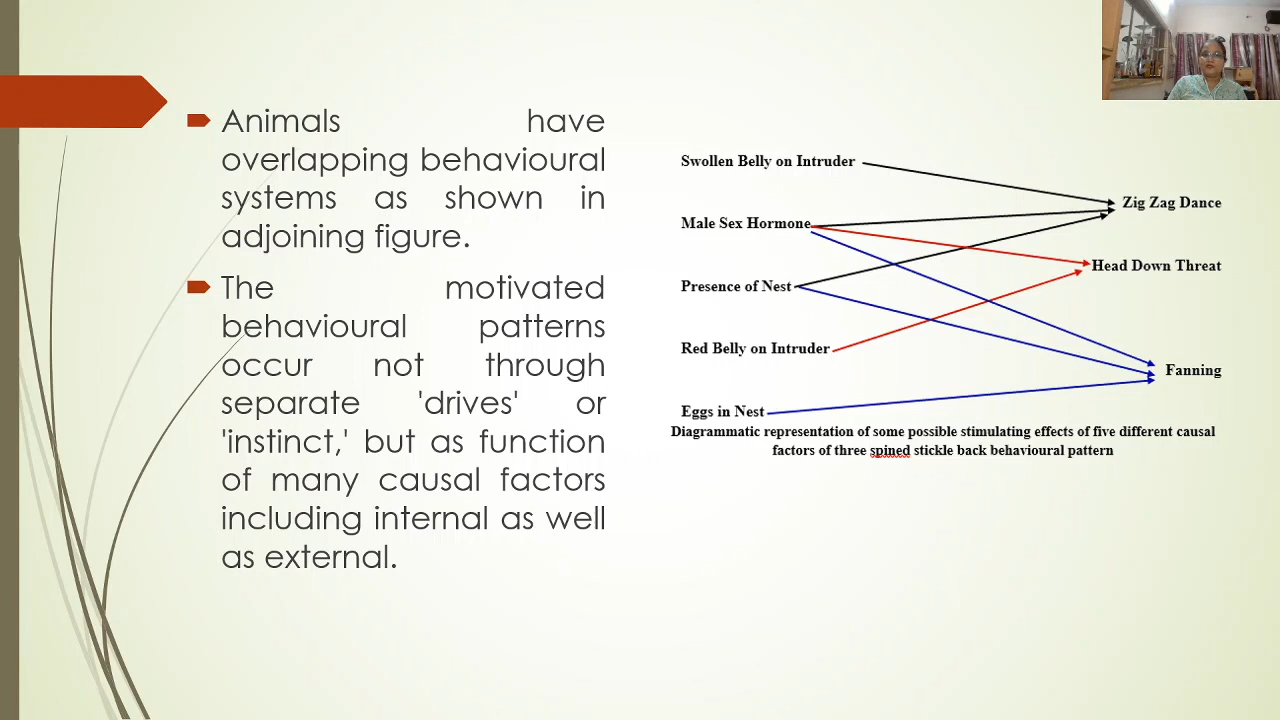 Animals have
overlapping behavioural
systems as shown in
adjoining figure.
The motivated
behavioural patterns
occur not through
separate 'drives' or
'instinct,' but as function
of many causal factors
including internal as well
as external.
Swollen Belly on Intruder
Zig Zag Dance
Male Sex Hormone
Head Down Threat
Presence of Nest
Red Belly on Intruder
Fanning
Eggs in Nest
Diagrammatic representation of some possible stimulating effects of five different causal
factors of three spined stickle back behavioural pattern